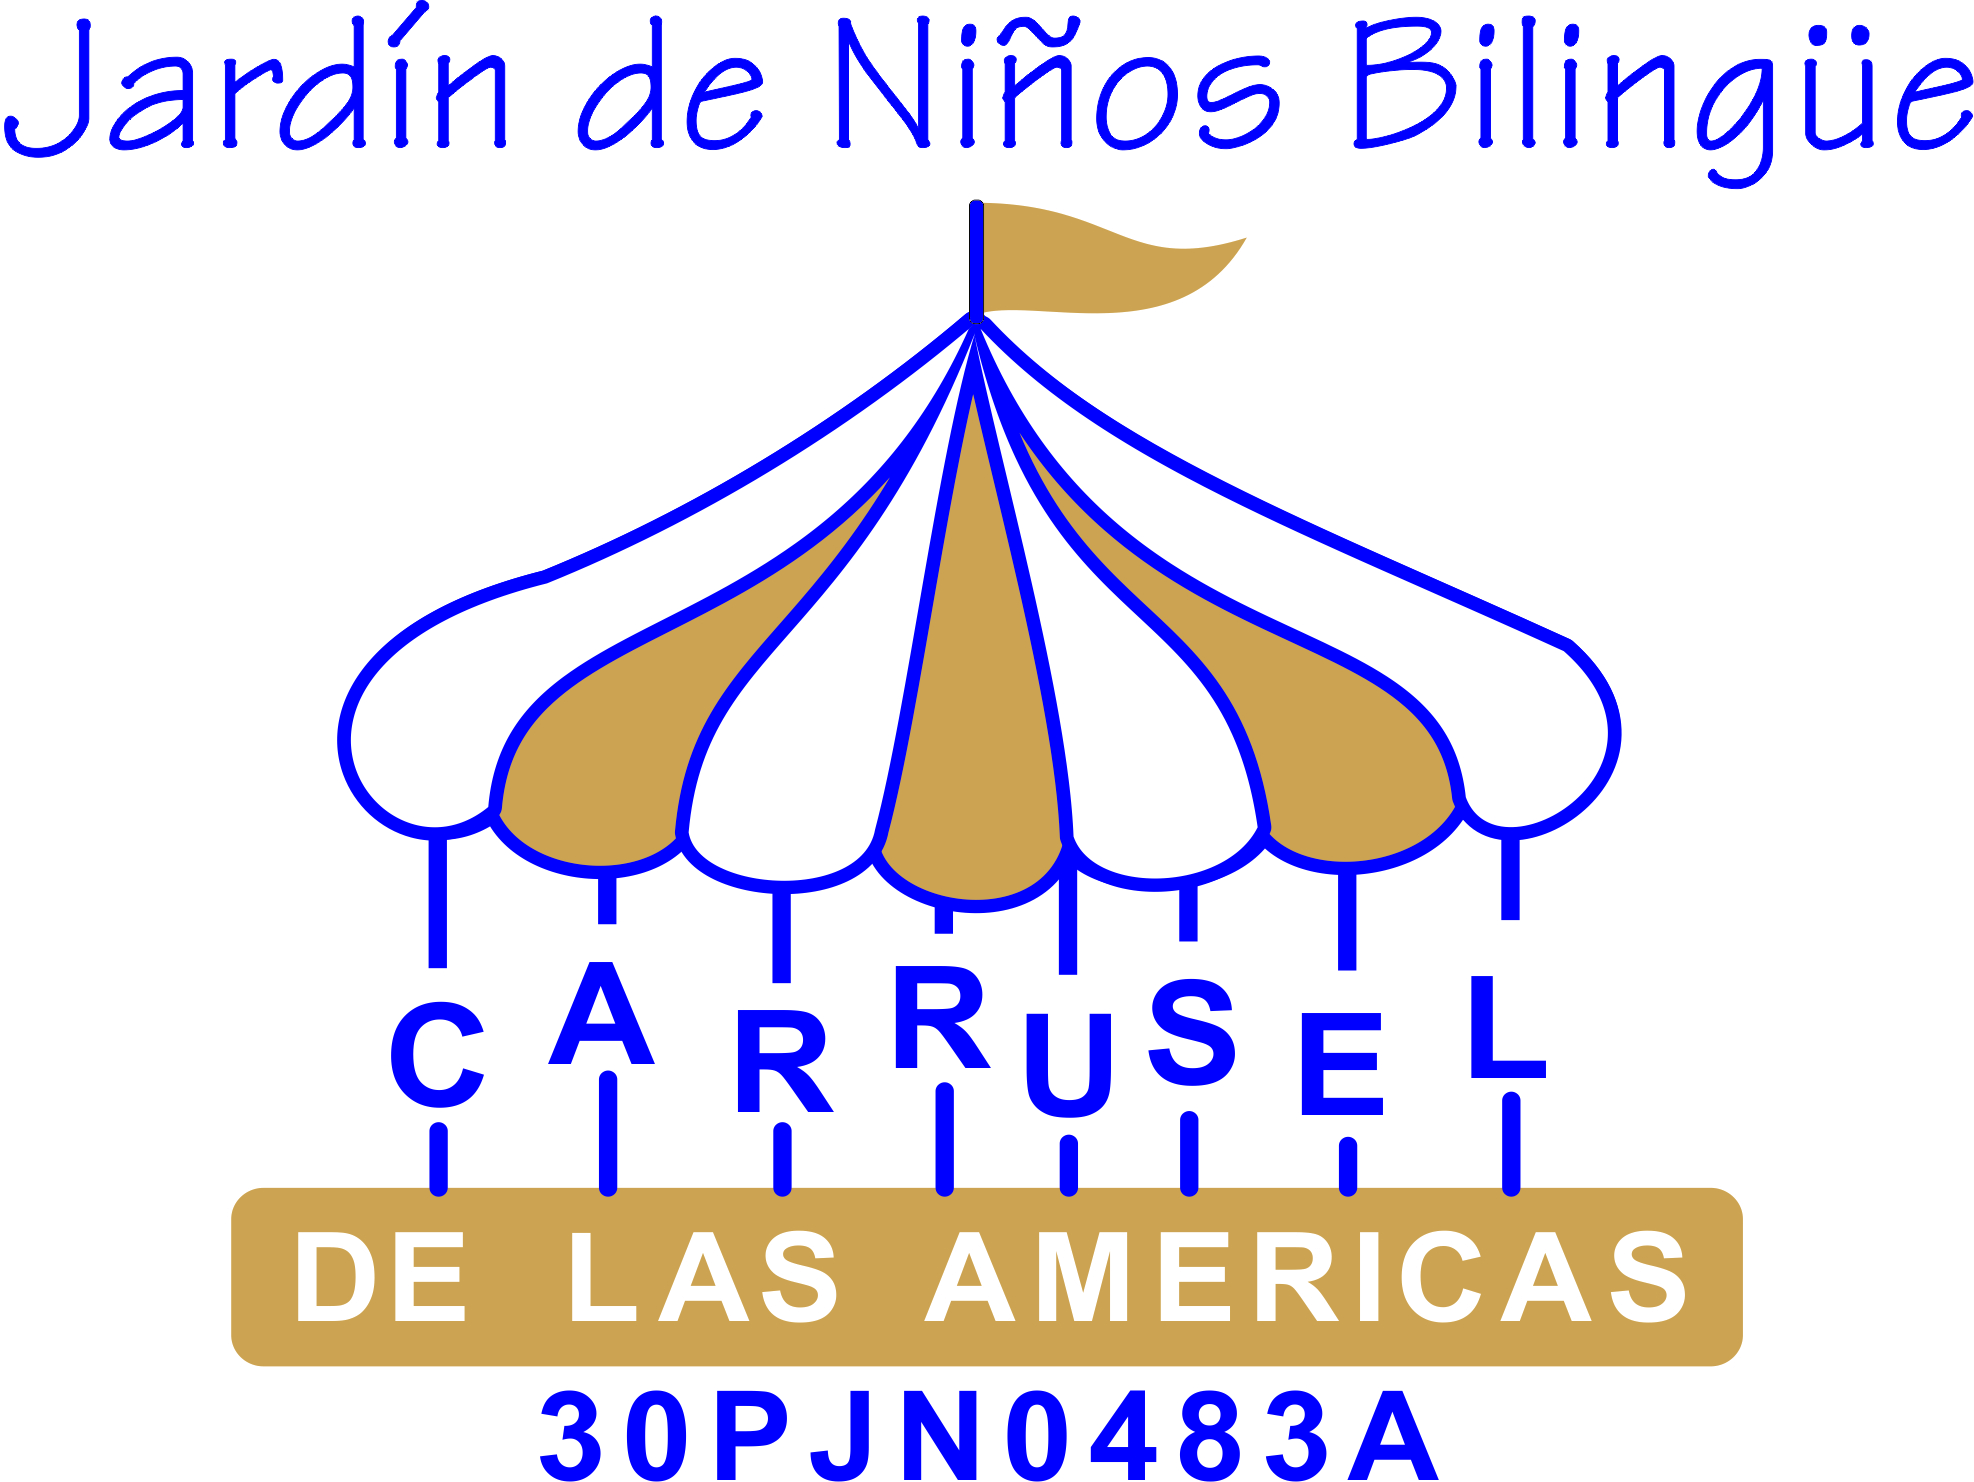 Jardín de Niños Bilingüe
CARRUSEL
DE LAS AMERICAS
30PJN0483A